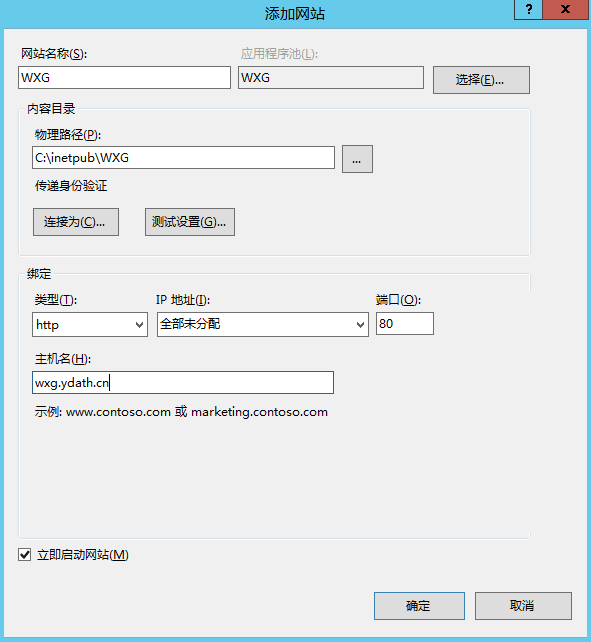 添加网站
? x
网站名称(S): 应用程序池(L):
WXG WXG 选择(E)...
内容目录
物理路径(P):
C:\inetpub\WXG ...
传递身份验证
连接为(C)... 测试设置(G)...
绑定
类型(T): IP 地址(I): 端口(O):
http 全部未分配 80
主机名(H):
wxg.ydath.cn
示例: www.contoso.com 或 marketing.contoso.com
立即启动网站(M)
确定 取消